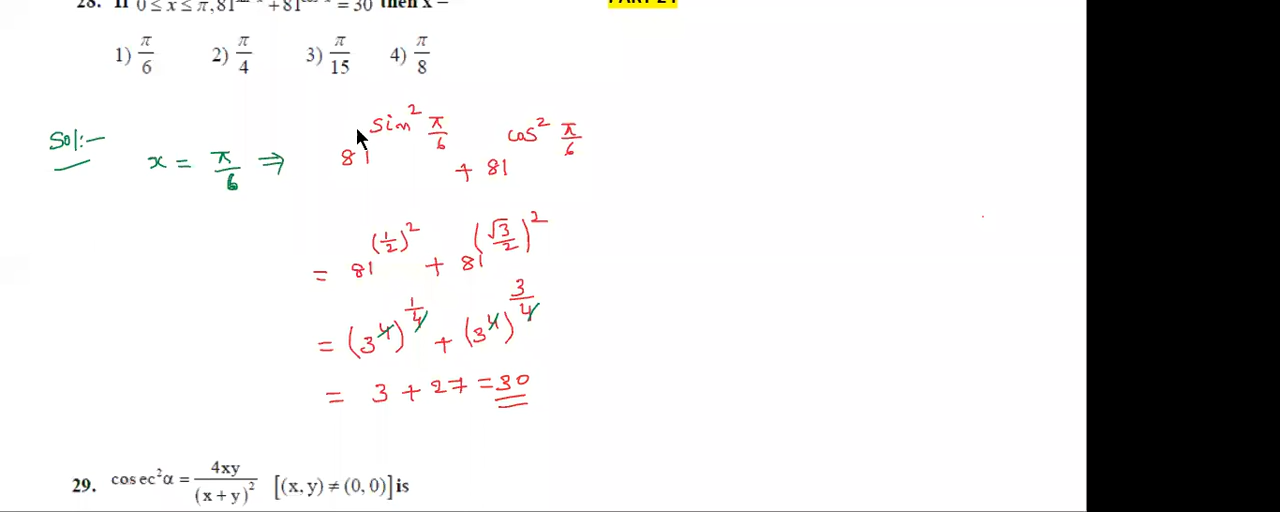 28. If 0 ≤ x ≤ π, 81 + 81 = 30 then x =
1) π/6 2) π/4 3) π/15 4) π/8
Sol:- x = π/6 ⇒ 81^(sin² π/6) + 81^(cos² π/6)
= 81^(1/2)² + 81^(√3/2)²
= (3⁴)^(1/4) + (3⁴)^(3/4)
= 3 + 27 = 30
29. cosec²α = 4xy/(x + y)² [(x, y) ≠ (0, 0)] is